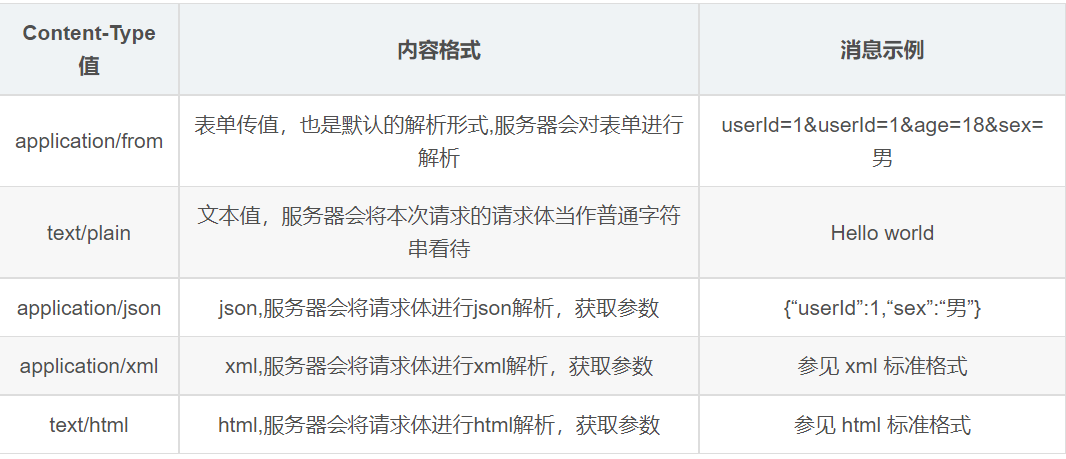 Content-Type
值
内容格式
消息示例
application/from
表单传值，也是默认的解析形式,服务器会对表单进行
解析
userId=1&userId=1&age=18&sex=
男
text/plain
文本值，服务器会将本次请求的请求体当作普通字符
串看待
Hello world
application/json
json,服务器会将请求体进行json解析，获取参数
{“userId”:1,“sex”:“男”}
application/xml
xml,服务器会将请求体进行xml解析，获取参数
参见 xml 标准格式
text/html
html,服务器会将请求体进行html解析，获取参数
参见 html 标准格式